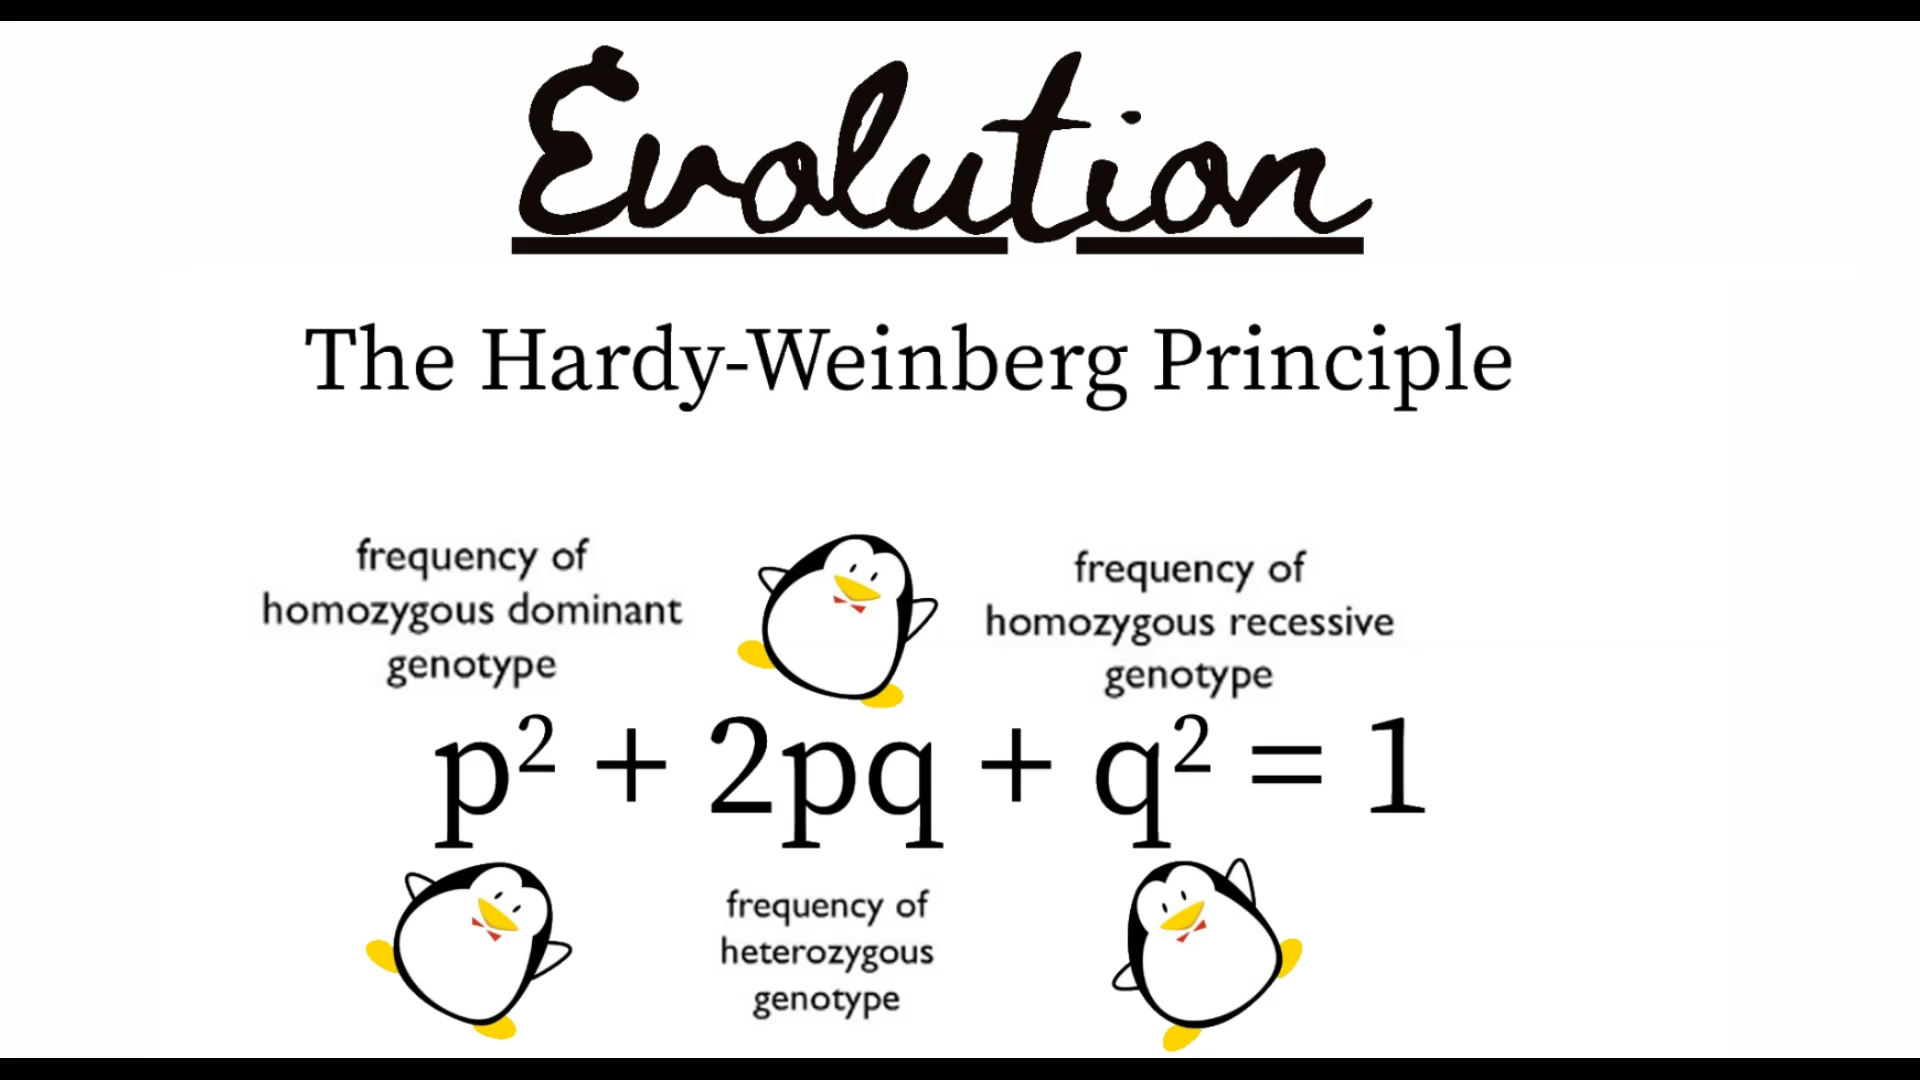 Evolution
The Hardy-Weinberg Principle
frequency of
homozygous dominant
genotype
frequency of
homozygous recessive
genotype
p² + 2pq + q² = 1
frequency of
heterozygous
genotype